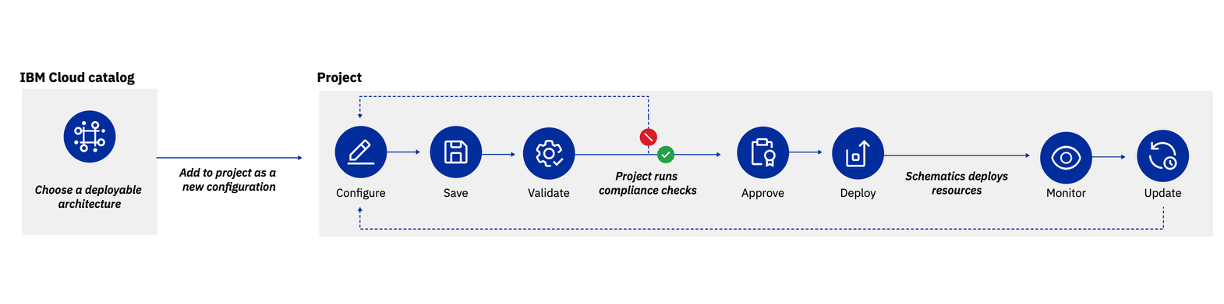 IBM Cloud catalog
Choose a deployable
architecture
Add to project as a
new configuration
Project
Configure
Save
Validate
Project runs
compliance checks
Approve
Deploy
Schematics deploys
resources
Monitor
Update